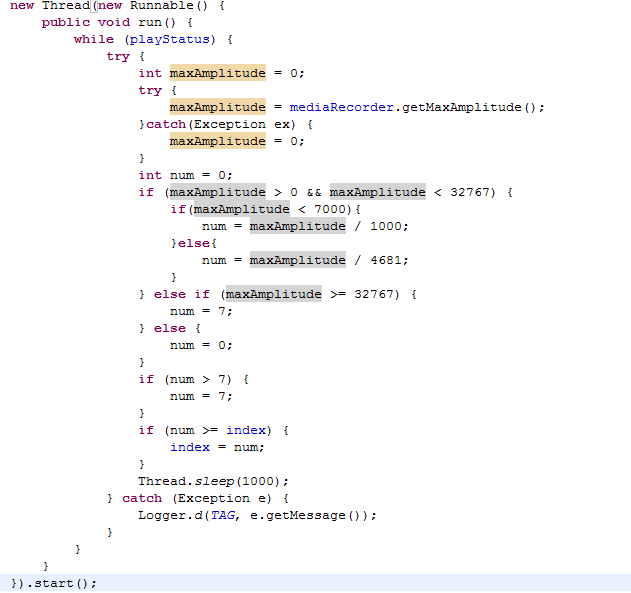 new Thread(new Runnable() {
    public void run() {
        while (playStatus) {
            try {
                int maxAmplitude = 0;
                try {
                    maxAmplitude = mediaRecorder.getMaxAmplitude();
                }catch(Exception ex) {
                    maxAmplitude = 0;
                }
                int num = 0;
                if (maxAmplitude > 0 && maxAmplitude < 32767) {
                    if(maxAmplitude < 7000){
                        num = maxAmplitude / 1000;
                    }else{
                        num = maxAmplitude / 4681;
                    }
                } else if (maxAmplitude >= 32767) {
                    num = 7;
                } else {
                    num = 0;
                }
                if (num > 7) {
                    num = 7;
                }
                if (num >= index) {
                    index = num;
                }
                Thread.sleep(1000);
            } catch (Exception e) {
                Logger.d(TAG, e.getMessage());
            }
        }
    }
}).start();